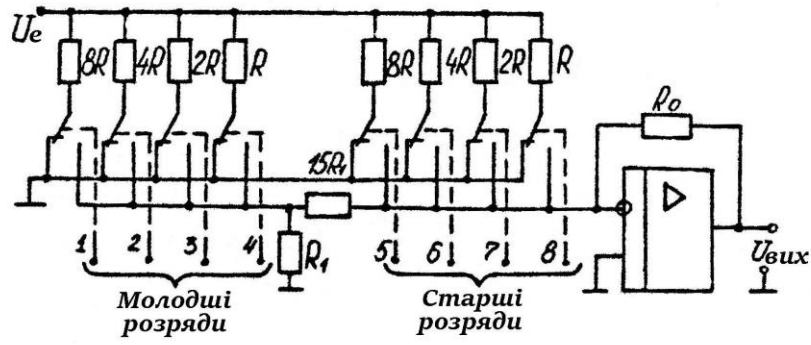 Uе
8R 4R 2R R 8R 4R 2R R R₀
15R₁
1 2 3 4 R₁ 5 6 7 8
Uвих
Молодші розряди
Старші розряди